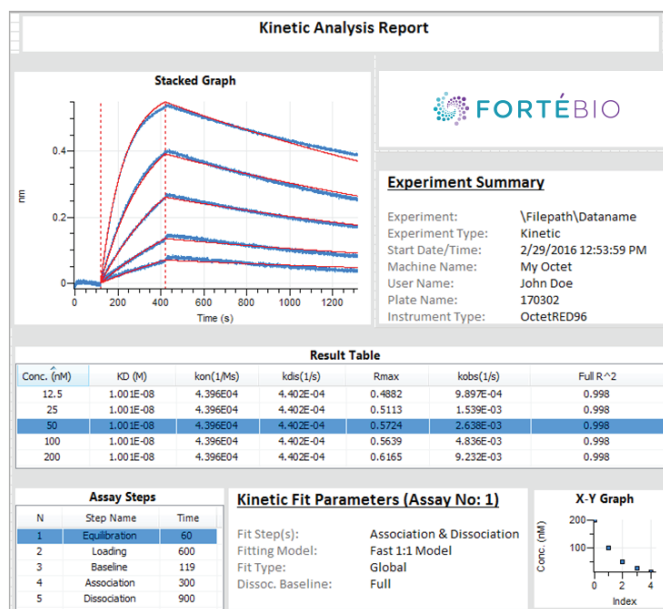 Kinetic Analysis Report
Stacked Graph
nm
0.4
0.2
0
0 200 400 600 800 1000 1200
Time (s)
FORTÉBIO
Experiment Summary
Experiment: \Filepath\Dataname
Experiment Type: Kinetic
Start Date/Time: 2/29/2016 12:53:59 PM
Machine Name: My Octet
User Name: John Doe
Plate Name: 170302
Instrument Type: OctetRED96
Result Table
Conc. (nM) KD (M) kon(1/Ms) kdis(1/s) Rmax kobs(1/s) Full R^2
12.5 1.001E-08 4.396E04 4.402E-04 0.4882 9.897E-04 0.998
25 1.001E-08 4.396E04 4.402E-04 0.5113 1.539E-03 0.998
50 1.001E-08 4.396E04 4.402E-04 0.5724 2.638E-03 0.998
100 1.001E-08 4.396E04 4.402E-04 0.5639 4.836E-03 0.998
200 1.001E-08 4.396E04 4.402E-04 0.6165 9.232E-03 0.998
Assay Steps
N Step Name Time
1 Equilibration 60
2 Loading 600
3 Baseline 119
4 Association 300
5 Dissociation 900
Kinetic Fit Parameters (Assay No: 1)
Fit Step(s): Association & Dissociation
Fitting Model: Fast 1:1 Model
Fit Type: Global
Dissoc. Baseline: Full
X-Y Graph
Conc. (nM)
200
100
0 2 4
Index